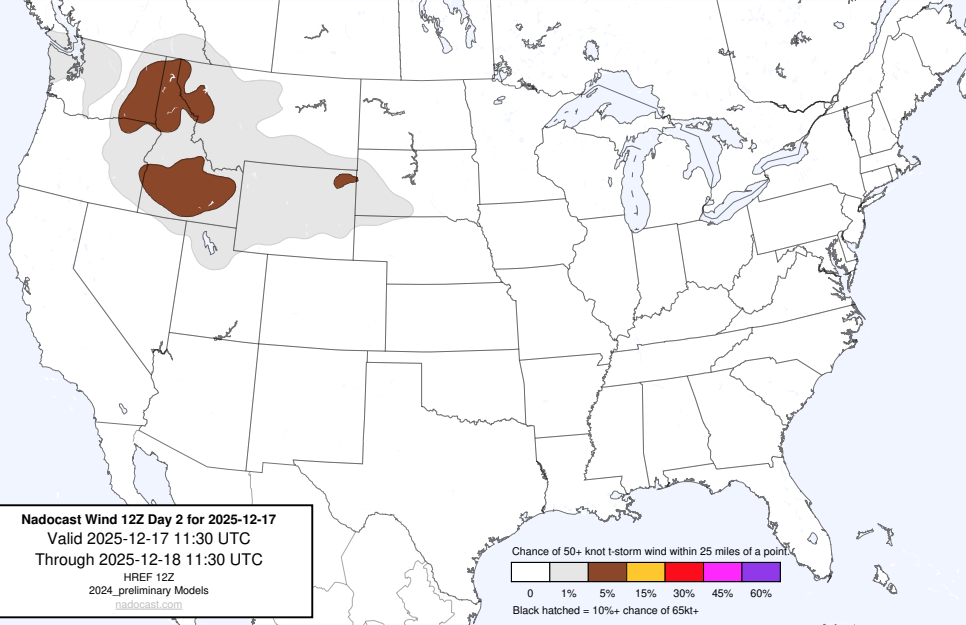 Nadocast Wind 12Z Day 2 for 2025-12-17
Valid 2025-12-17 11:30 UTC
Through 2025-12-18 11:30 UTC
HREF 12Z
2024_preliminary Models
nadocast.com
Chance of 50+ knot t-storm wind within 25 miles of a point.
0 1% 5% 15% 30% 45% 60%
Black hatched = 10%+ chance of 65kt+